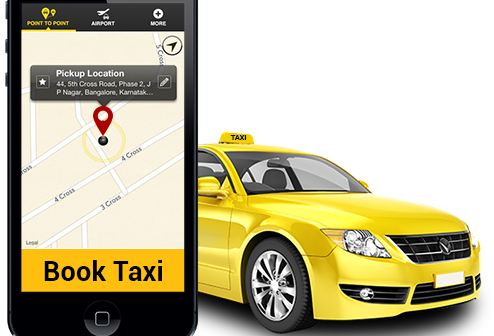 POINT TO POINT
AIRPORT
MORE
5 Cross
Pickup Location
44, 5th Cross Road, Phase 2, J
P Nagar, Bangalore, Karnatak...
4 Cross
4 Cross
3 Cross
Legal
Book Taxi
TAXI